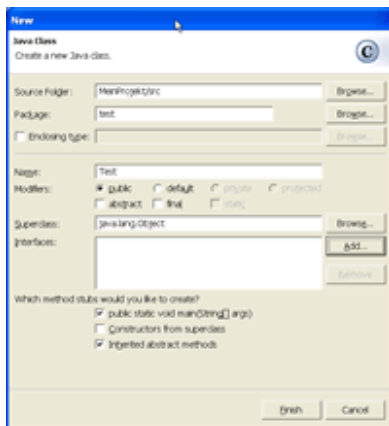 New
Java Class
Create a new Java class.
C
Source Folder: MeinProjekt/src Browse...
Package: test Browse...
Enclosing type: Browse...
Name: Test
Modifiers: public default private protected
abstract final static
Superclass: java.lang.Object Browse...
Interfaces: Add...
Remove
Which method stubs would you like to create?
public static void main(String[] args)
Constructors from superclass
Inherited abstract methods
Finish Cancel